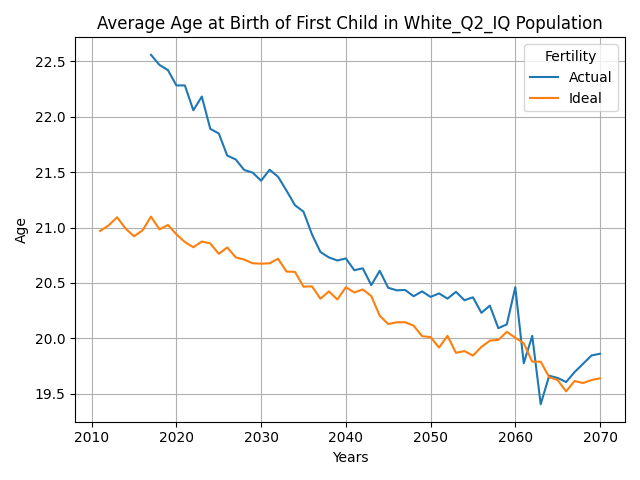 Average Age at Birth of First Child in White_Q2_IQ Population
Fertility
Actual
Ideal
22.5
22.0
21.5
21.0
20.5
20.0
19.5
Age
2010
2020
2030
2040
2050
2060
2070
Years